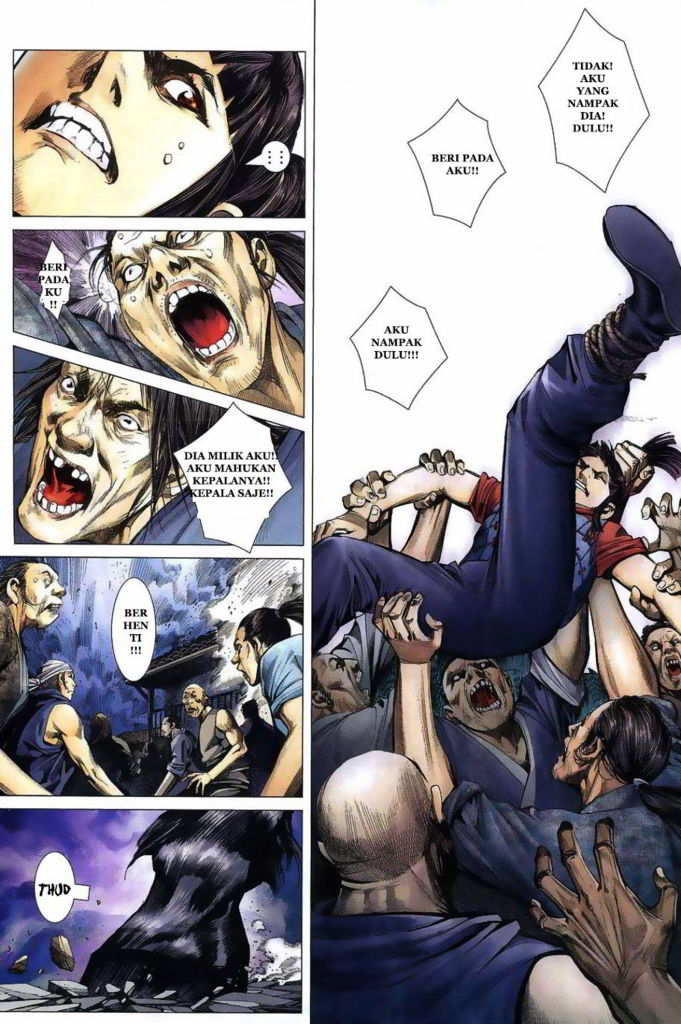 TIDAK!
AKU
YANG
NAMPAK
DIA!
DULU!!
BERI PADA
AKU!!
AKU
NAMPAK
DULU!!!
BERI
PADA
KU
!!
DIA MILIK AKU!!
AKU MAHUKAN
KEPALANYA!!
KEPALA SAJE!!
BER
HEN
TI
!!!
THUD